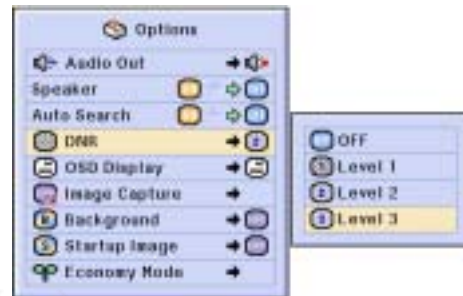 Options
Audio Out
Speaker
Auto Search
DNR
OSD Display
Image Capture
Background
Startup Image
Economy Mode
OFF
Level 1
Level 2
Level 3